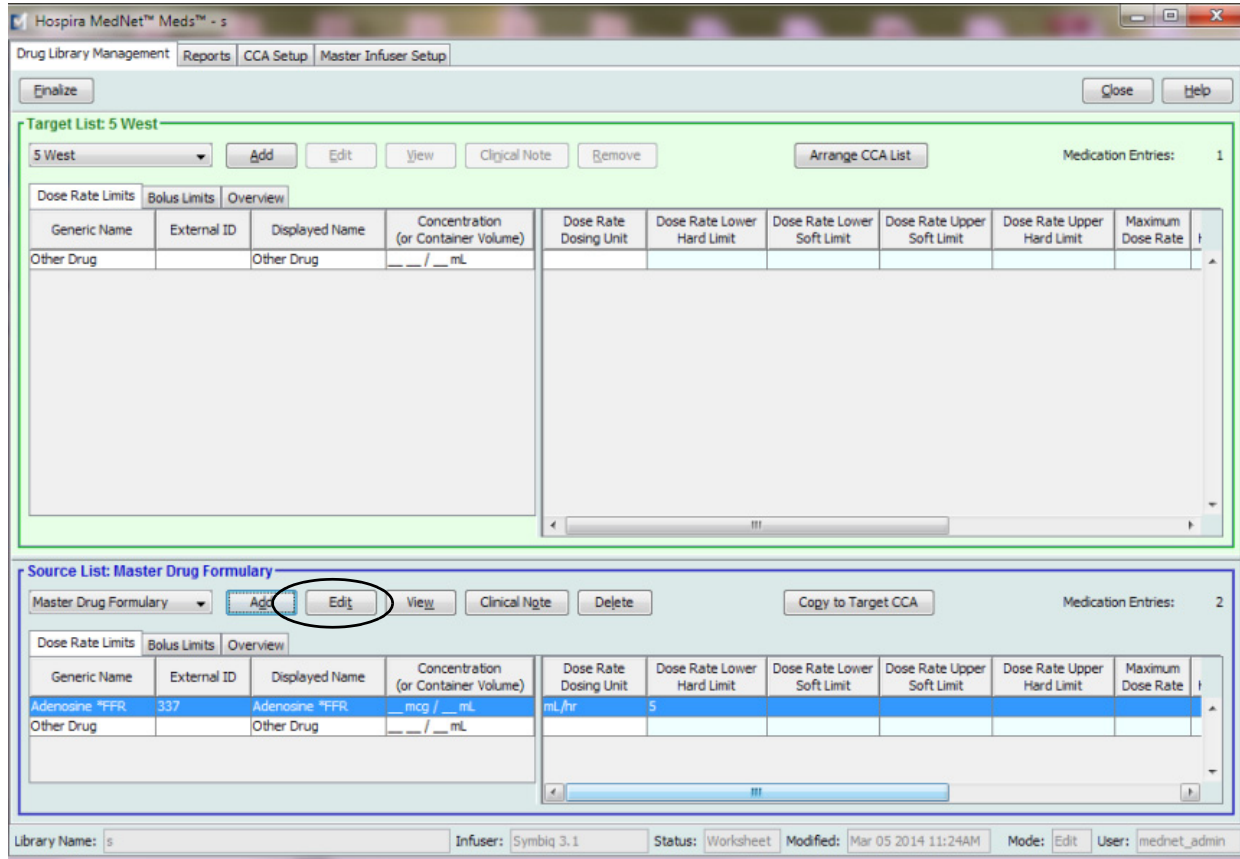 Hospira MedNet™ Meds™ - s
Drug Library Management Reports CCA Setup Master Infuser Setup
Finalize Close Help
Target List: 5 West
5 West Add Edit View Clinical Note Remove Arrange CCA List Medication Entries: 1
Dose Rate Limits Bolus Limits Overview
Generic Name External ID Displayed Name Concentration (or Container Volume) Dose Rate Dosing Unit Dose Rate Lower Hard Limit Dose Rate Lower Soft Limit Dose Rate Upper Soft Limit Dose Rate Upper Hard Limit Maximum Dose Rate
Other Drug Other Drug __ __ / __ mL
Source List: Master Drug Formulary
Master Drug Formulary Add Edit View Clinical Note Delete Copy to Target CCA Medication Entries: 2
Dose Rate Limits Bolus Limits Overview
Generic Name External ID Displayed Name Concentration (or Container Volume) Dose Rate Dosing Unit Dose Rate Lower Hard Limit Dose Rate Lower Soft Limit Dose Rate Upper Soft Limit Dose Rate Upper Hard Limit Maximum Dose Rate
Adenosine *FFR 337 Adenosine *FFR __ mcg / __ mL mL/hr 5
Other Drug Other Drug __ __ / __ mL
Library Name: s Infuser: Symbiq 3.1 Status: Worksheet Modified: Mar 05 2014 11:24AM Mode: Edit User: mednet_admin